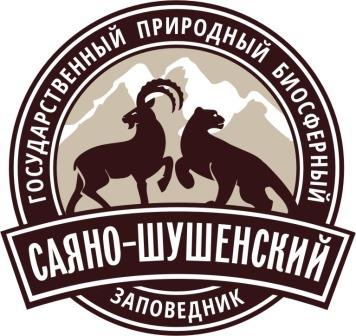 ГОСУДАРСТВЕННЫЙ ПРИРОДНЫЙ БИОСФЕРНЫЙ
САЯНО-ШУШЕНСКИЙ
ЗАПОВЕДНИК